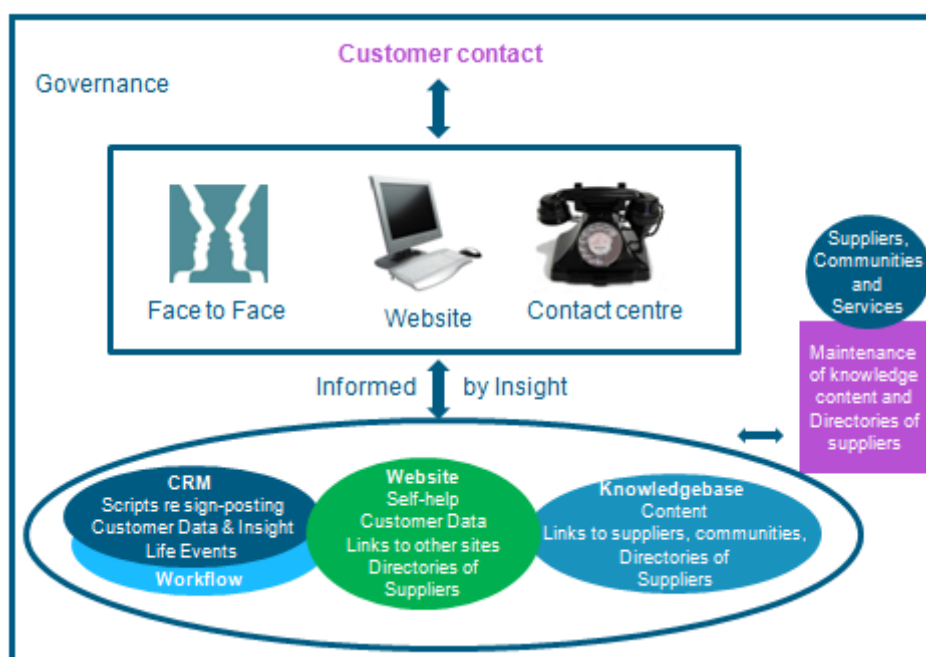 Customer contact
Governance
Face to Face
Website
Contact centre
Suppliers,
Communities
and
Services
Maintenance
of knowledge
content and
Directories of
suppliers
Informed by Insight
CRM
Scripts re sign-posting
Customer Data & Insight
Life Events
Workflow
Website
Self-help
Customer Data
Links to other sites
Directories of
Suppliers
Knowledgebase
Content
Links to suppliers, communities,
Directories of
Suppliers